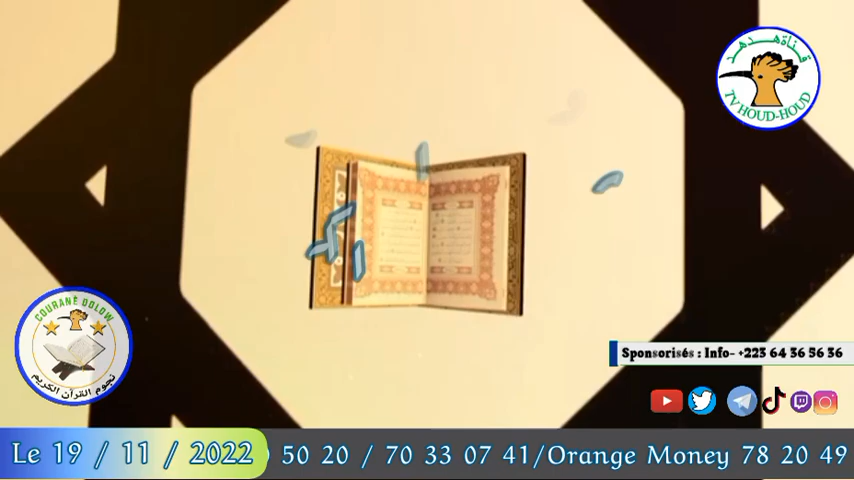 قناة هدهد
TV HOUD-HOUD
COURANÈ DOLOW
نجوم القرآن الكريم
Sponsorisés : Info- +223 64 36 56 36
Le 19 / 11 / 2022
50 20 / 70 33 07 41/Orange Money 78 20 49